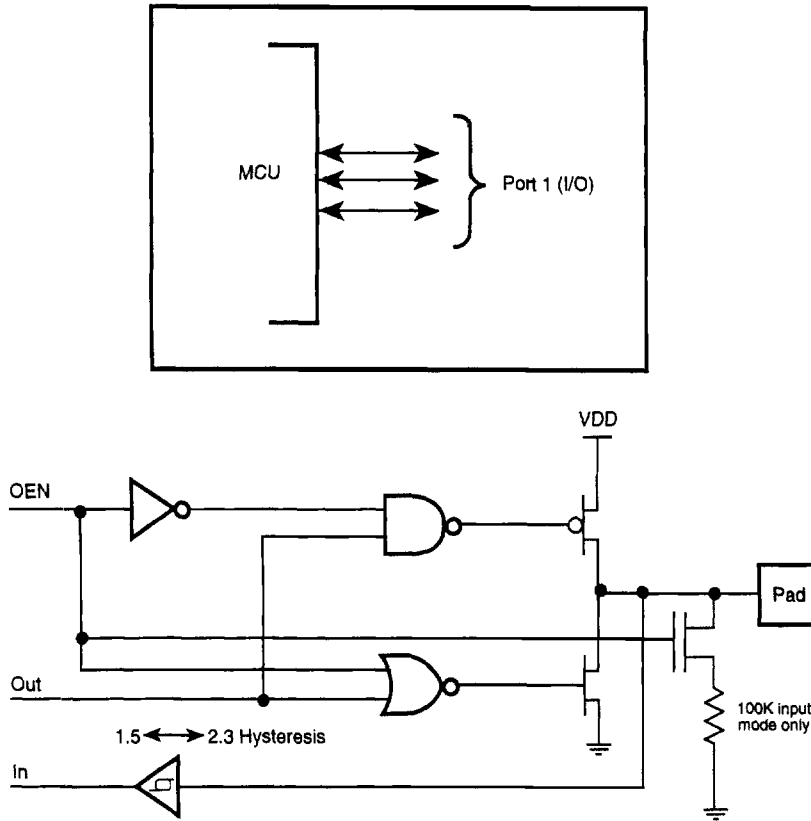 MCU
Port 1 (I/O)
VDD
OEN
Pad
Out
100K input
mode only
1.5 2.3 Hysteresis
In